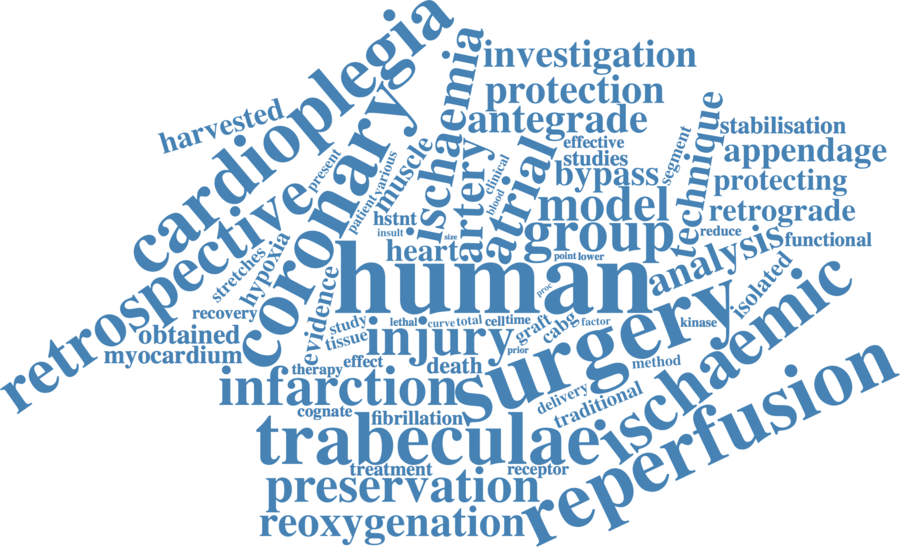 cardioplegia
investigation
protection
antegrade
harvested
coronary
ischaemia
technique
stabilisation
appendage
protecting
retrograde
effective
studies
bypass
segment
present
patient
various
muscle
artery
clinical
blood
atrial
model
group
retrospective
hstnt
insult
heart
size
reduce
functional
analysis
isolated
stretches
hypoxia
human
point
lower
proc
recovery
obtained
myocardium
evidence
study
tissue
lethal
curve
total
cell
time
graft
cabg
factor
kinase
injury
prior
surgery
ischaemic
therapy
effect
death
method
infarction
delivery
traditional
cognate
fibrillation
trabeculae
treatment
receptor
reperfusion
preservation
reoxygenation